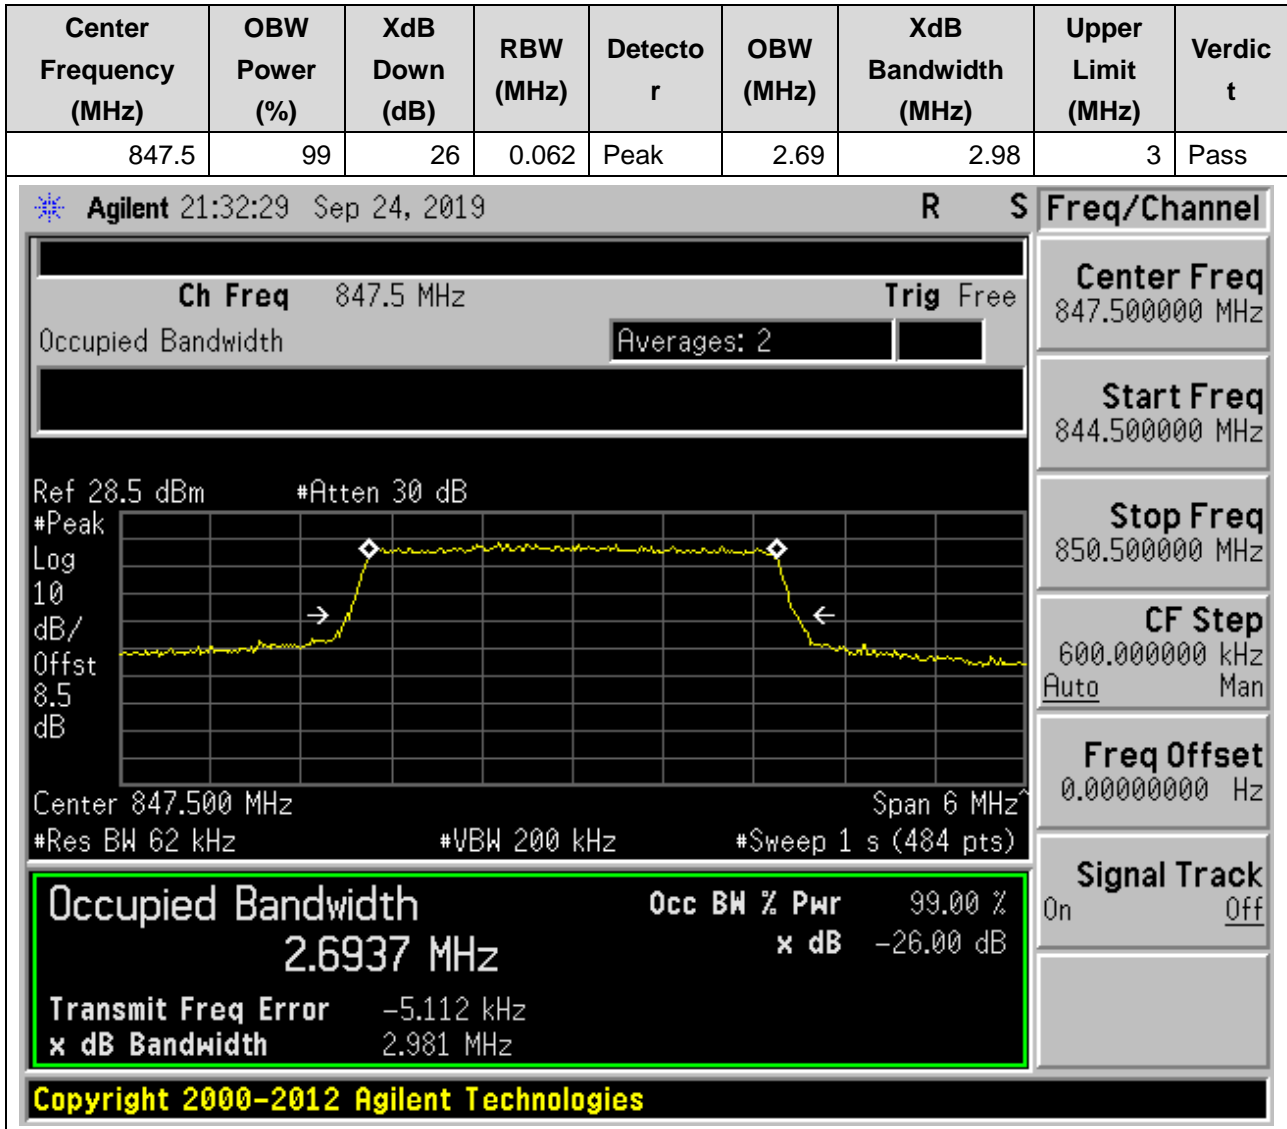 Center Frequency (MHz) OBW Power (%) XdB Down (dB) RBW (MHz) Detecto r OBW (MHz) XdB Bandwidth (MHz) Upper Limit (MHz) Verdic t
847.5 99 26 0.062 Peak 2.69 2.98 3 Pass
Agilent 21:32:29 Sep 24, 2019 R S
Ch Freq 847.5 MHz Trig Free
Occupied Bandwidth Averages: 2
Ref 28.5 dBm #Atten 30 dB
#Peak
Log
10
dB/
Offst
8.5
dB
Center 847.500 MHz Span 6 MHz^
#Res BW 62 kHz #VBW 200 kHz #Sweep 1 s (484 pts)
Occupied Bandwidth Occ BW % Pwr 99.00 %
2.6937 MHz x dB -26.00 dB
Transmit Freq Error -5.112 kHz
x dB Bandwidth 2.981 MHz
Copyright 2000-2012 Agilent Technologies
Freq/Channel
Center Freq
847.500000 MHz
Start Freq
844.500000 MHz
Stop Freq
850.500000 MHz
CF Step
600.000000 kHz
Auto Man
Freq Offset
0.00000000 Hz
Signal Track
On Off